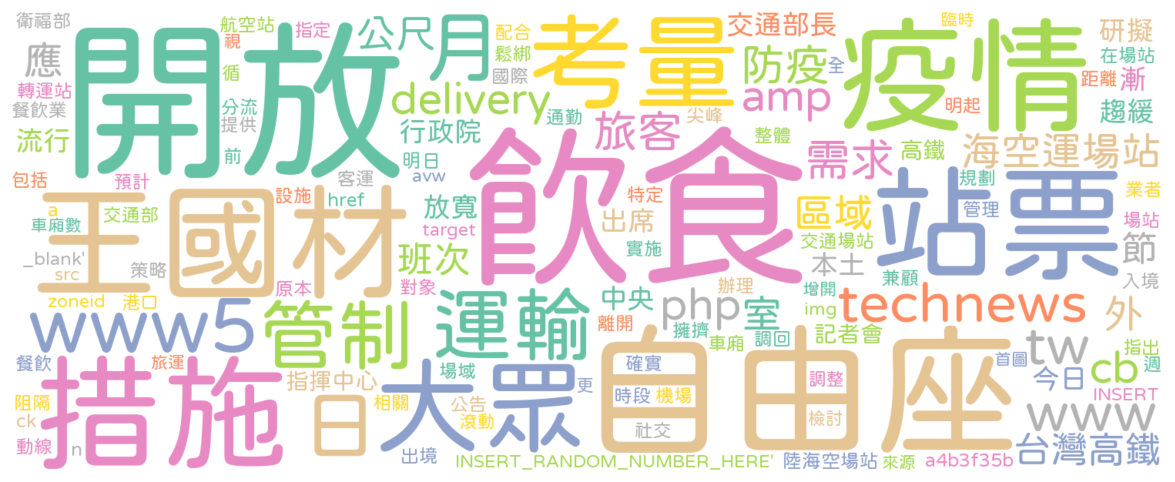 衛福部
航空站
指定
公尺
月
配合
鬆綁
國際
考量
交通部長
臨時
研擬
在場站
開放
應
視
循
轉運站
餐飲業
分流
提供
流行
前
delivery
行政院
通勤
旅客
尖峰
防疫
全
amp
疫情
明起
距離
漸
趨緩
整體
需求
高鐵
海空運場站
明日
avw
客運
飲食
包括
預計
設施
href
放寬
target
特定
出席
實施
區域
站票
規劃
管理
業者
場站
a
車廂數
交通部
王國材
班次
對象
原本
交通場站
本土
兼顧
節
入境
_blank'
src
策略
zoneid
港口
www5
管制
運輸
中央
離開
php
室
辦理
擁擠
車廂
增開
img
調回
technews
記者會
外
餐飲
旅運
措施
指揮中心
日
場域
大眾
更
確實
時段
機場
社交
自由座
調整
檢討
首圖
tw
今日
cb
指出
週
INSERT
www
阻隔
ck
動線
n
相關
公告
滾動
出境
INSERT_RANDOM_NUMBER_HERE'
陸海空場站
來源
a4b3f35b
台灣高鐵